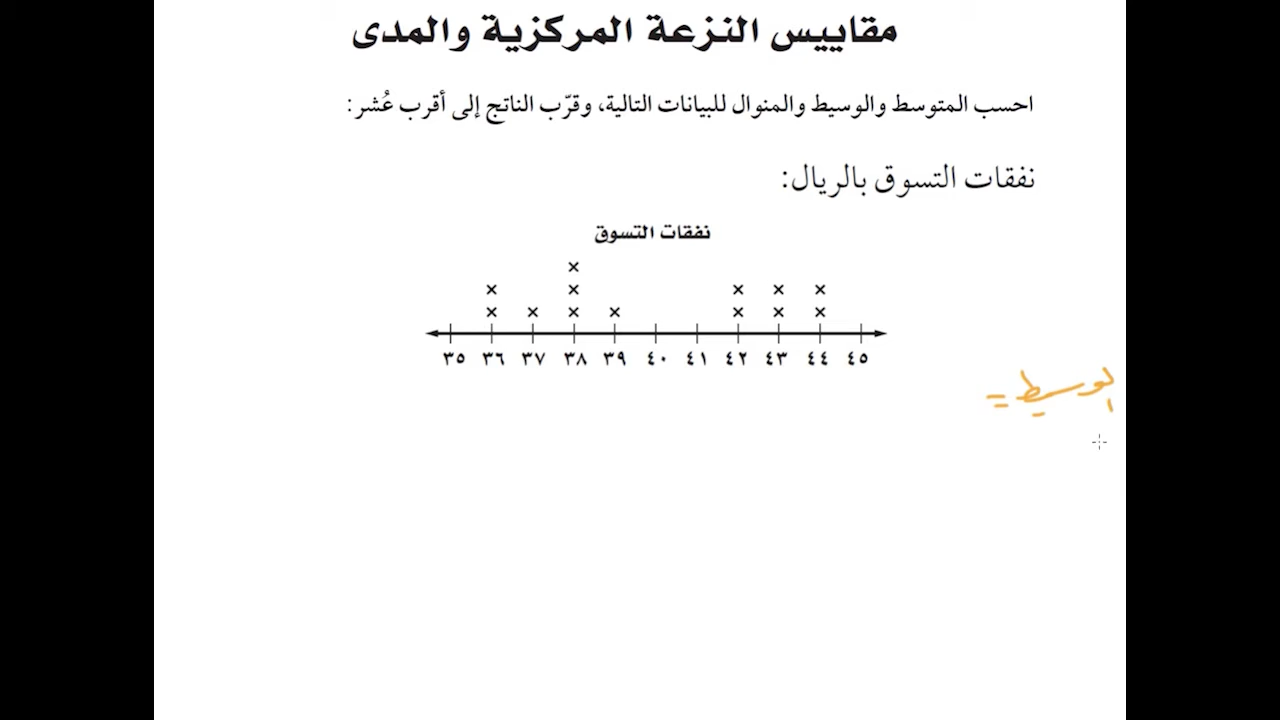 مقاييس النزعة المركزية والمدى
احسب المتوسط والوسيط والمنوال للبيانات التالية، وقرّب الناتج إلى أقرب عُشر:
نفقات التسوق بالريال:
نفقات التسوق
٣٥ ٣٦ ٣٧ ٣٨ ٣٩ ٤٠ ٤١ ٤٢ ٤٣ ٤٤ ٤٥
الوسيط =